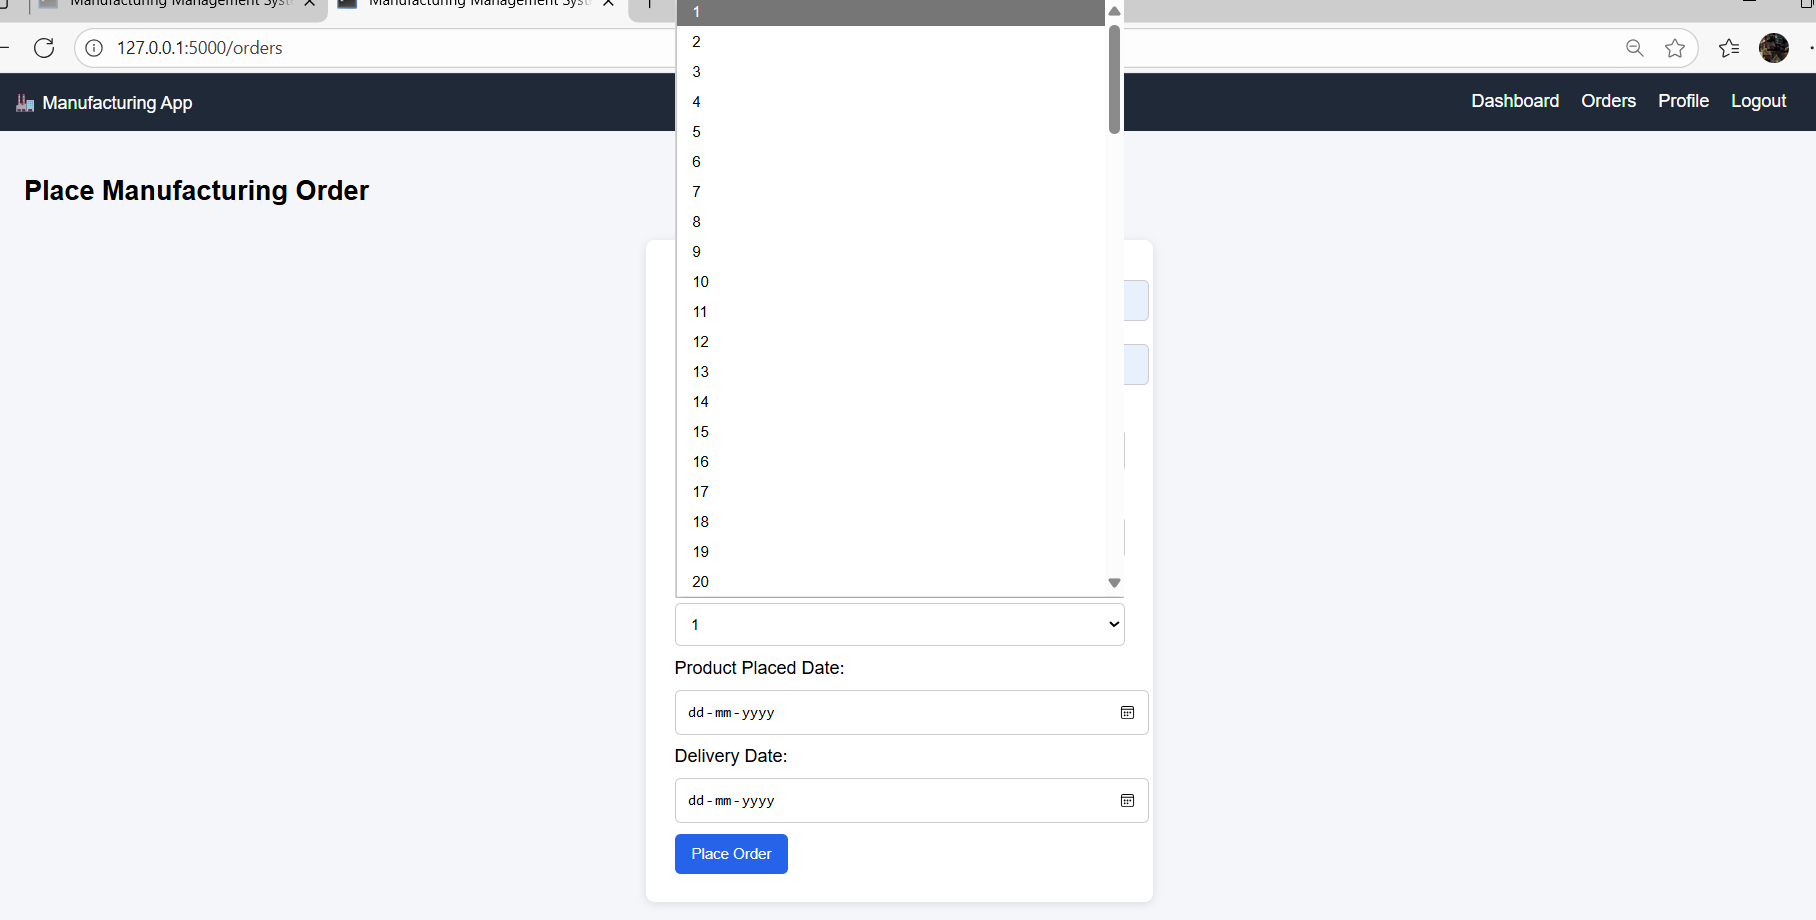 Manufacturing Management Syst
Manufacturing Management Syst
127.0.0.1:5000/orders
Manufacturing App
Dashboard
Orders
Profile
Logout
Place Manufacturing Order
1
2
3
4
5
6
7
8
9
10
11
12
13
14
15
16
17
18
19
20
1
Product Placed Date:
dd-mm-yyyy
Delivery Date:
dd-mm-yyyy
Place Order